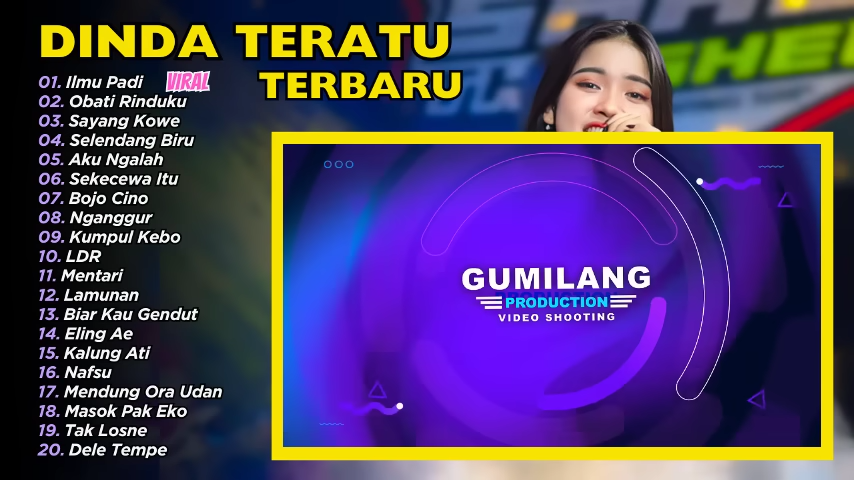 DINDA TERATU
TERBARU
01. Ilmu Padi VIRAL
02. Obati Rinduku
03. Sayang Kowe
04. Selendang Biru
05. Aku Ngalah
06. Sekecewa Itu
07. Bojo Cino
08. Nganggur
09. Kumpul Kebo
10. LDR
11. Mentari
12. Lamunan
13. Biar Kau Gendut
14. Eling Ae
15. Kalung Ati
16. Nafsu
17. Mendung Ora Udan
18. Masok Pak Eko
19. Tak Losne
20. Dele Tempe
GUMILANG
PRODUCTION
VIDEO SHOOTING